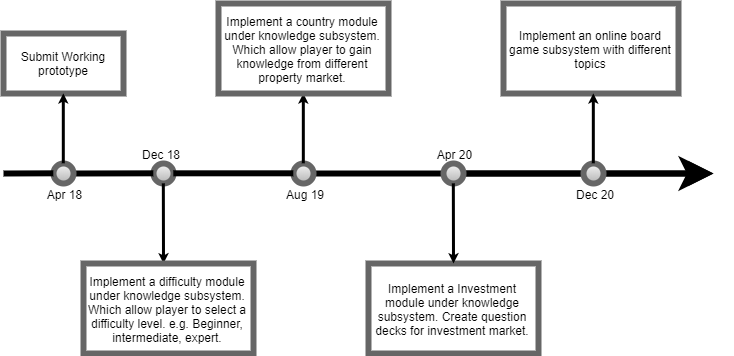 Submit Working
prototype
Implement a country module
under knowledge subsystem.
Which allow player to gain
knowledge from different
property market.
Implement an online board
game subsystem with different
topics
Dec 18
Apr 20
Apr 18
Aug 19
Dec 20
Implement a difficulty module
under knowledge subsystem.
Which allow player to select a
difficulty level. e.g. Beginner,
intermediate, expert.
Implement a Investment
module under knowledge
subsystem. Create question
decks for investment market.